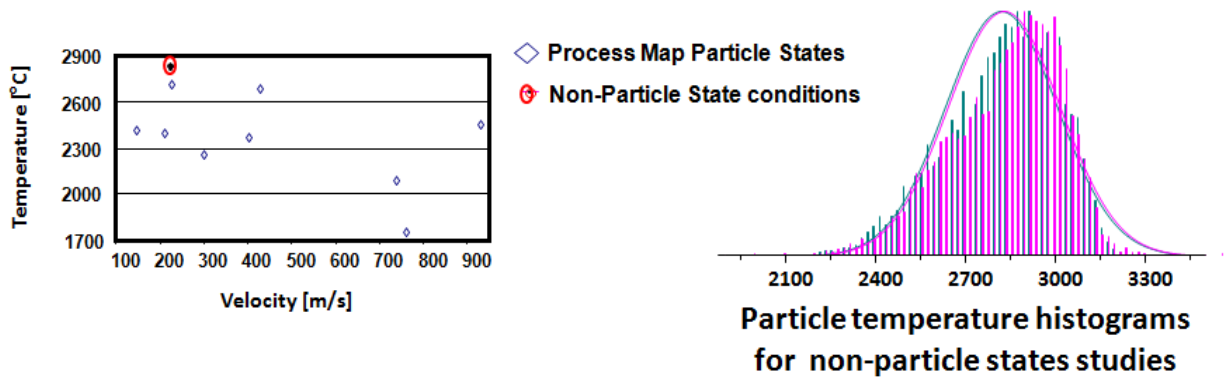 Temperature [°C]
2900
2600
2300
2000
1700
100 200 300 400 500 600 700 800 900
Velocity [m/s]
Process Map Particle States
Non-Particle State conditions
2100 2400 2700 3000 3300
Particle temperature histograms
for non-particle states studies